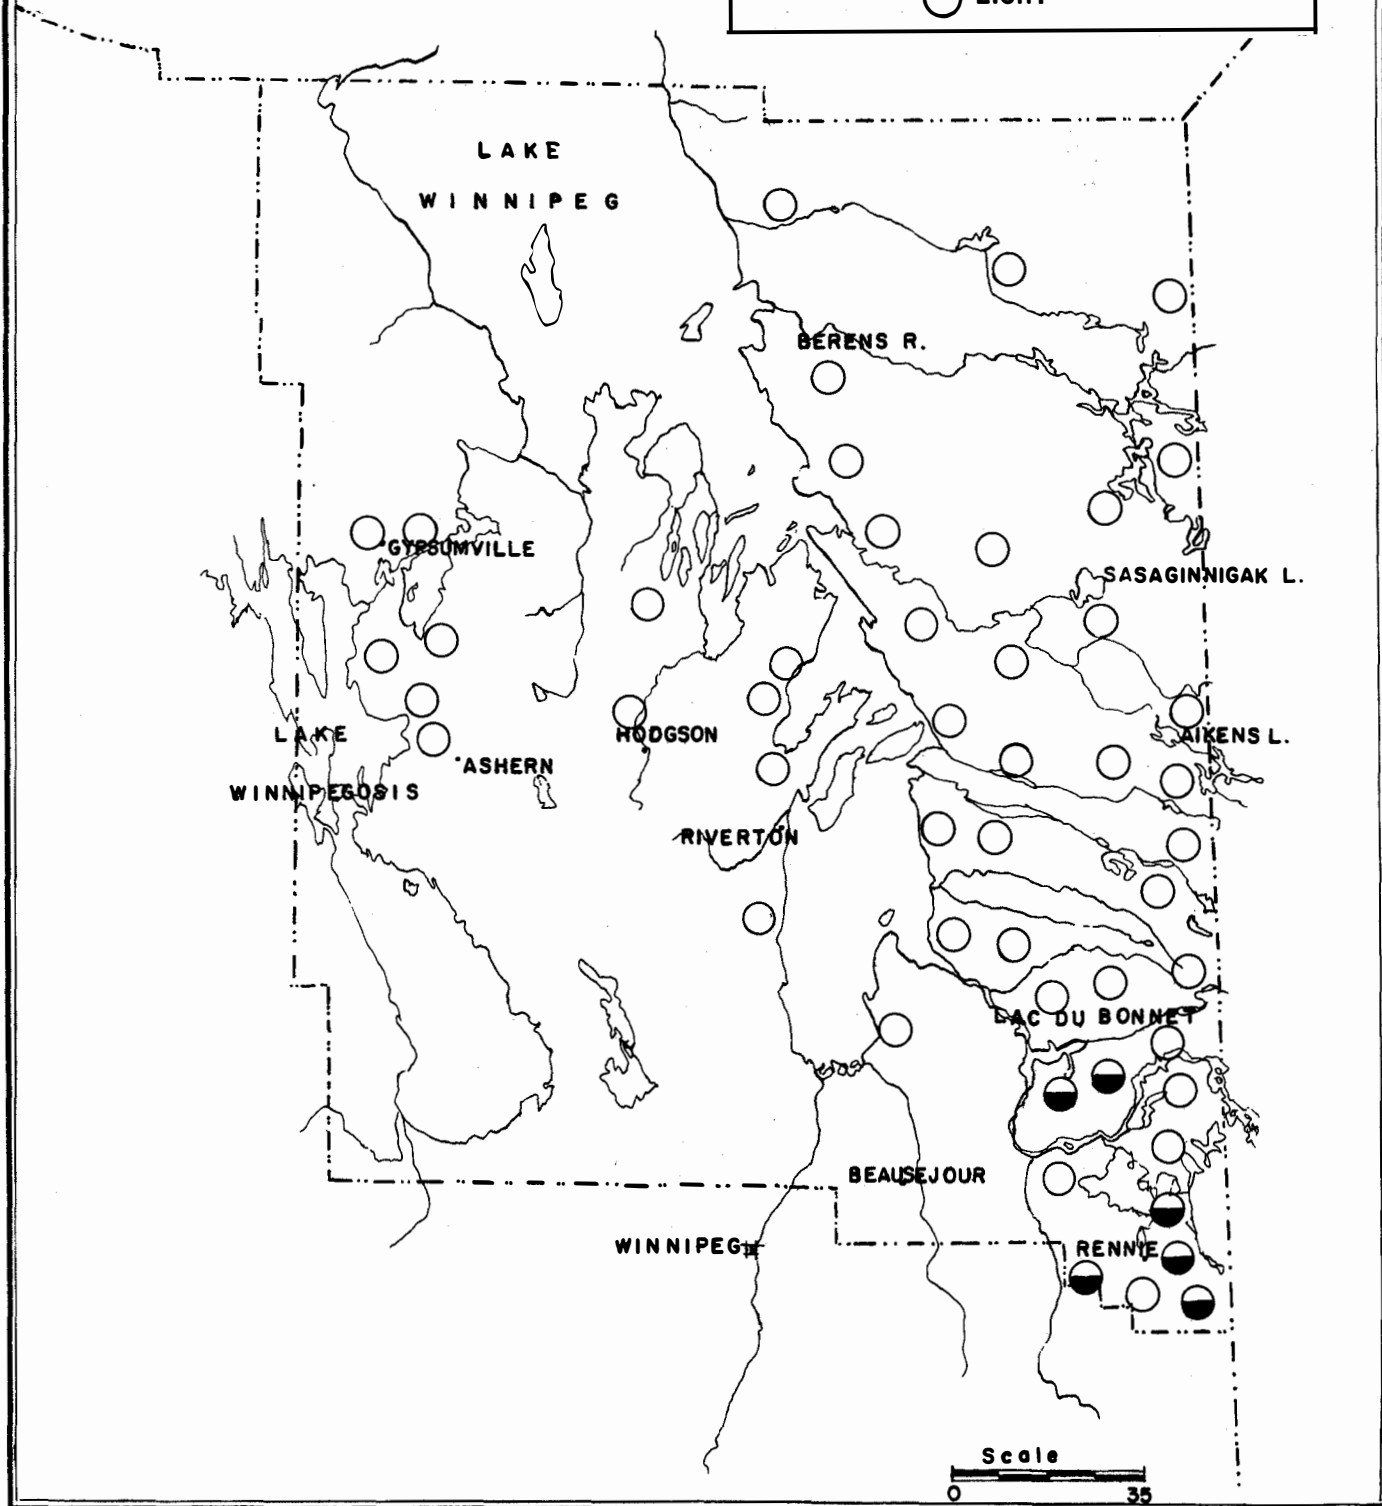 LAKE
WINNIPEG
BERENS R.
GYPSUMVILLE
SASAGINNIGAK L.
LAKE
WINNIPEGOSIS
HODGSON
AIKENS L.
ASHERN
RIVERTON
LAC DU BONNET
BEAUSEJOUR
WINNIPEG
RENNIE
Scale
0 35